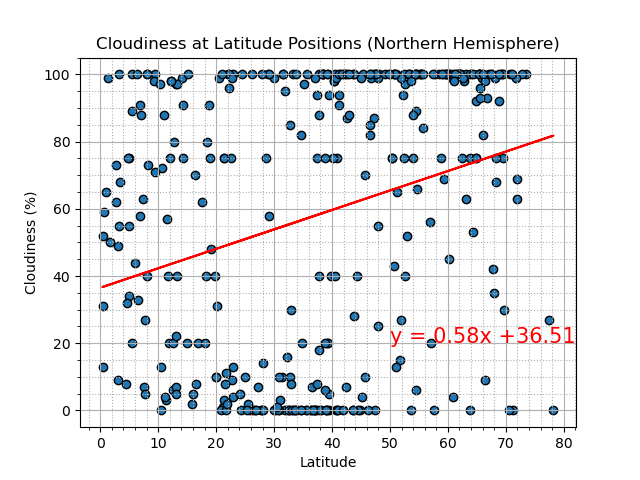 Cloudiness at Latitude Positions (Northern Hemisphere)
100
80
60
40
20
0
Cloudiness (%)
y = 0.58x +36.51
0 10 20 30 40 50 60 70 80
Latitude